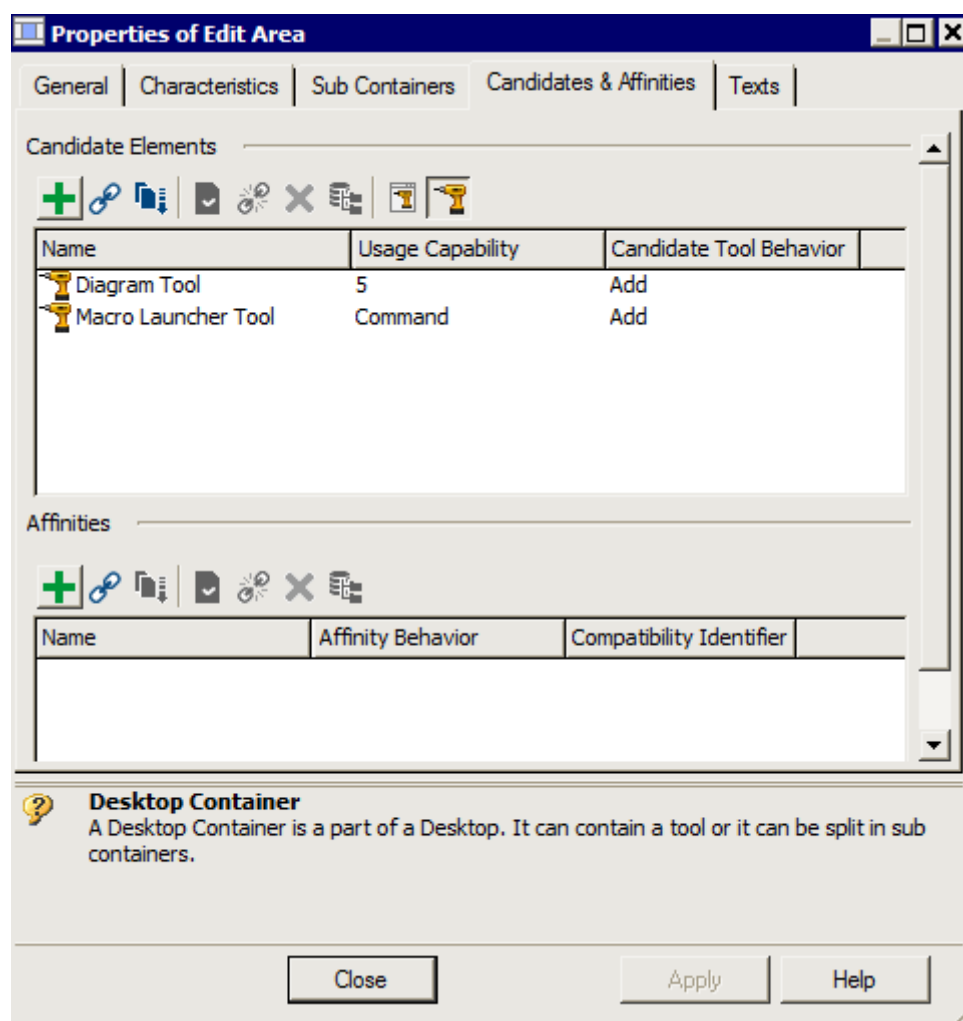 Properties of Edit Area
General Characteristics Sub Containers Candidates & Affinities Texts
Candidate Elements
Name Usage Capability Candidate Tool Behavior
Diagram Tool 5 Add
Macro Launcher Tool Command Add
Affinities
Name Affinity Behavior Compatibility Identifier
Desktop Container
A Desktop Container is a part of a Desktop. It can contain a tool or it can be split in sub
containers.
Close Apply Help